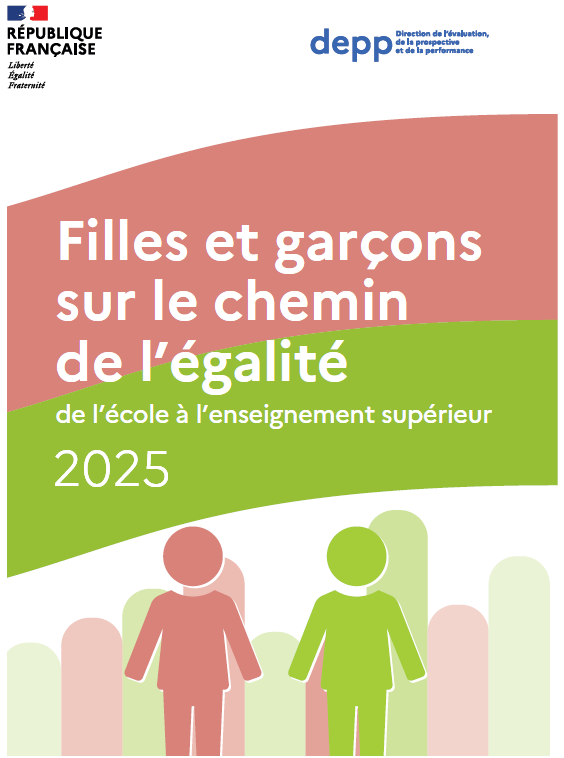 RÉPUBLIQUE
FRANÇAISE
Liberté
Égalité
Fraternité
depp
Direction de l'évaluation,
de la prospective
et de la performance
Filles et garçons
sur le chemin
de l'égalité
de l'école à l'enseignement supérieur
2025